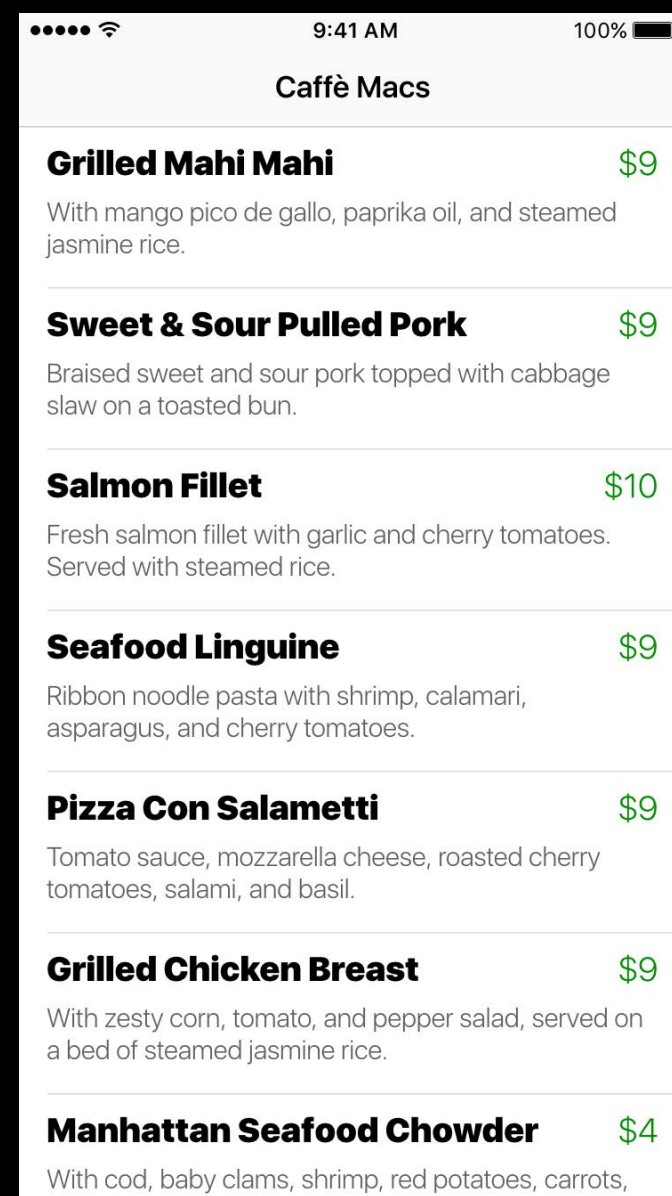 9:41 AM 100%
Caffè Macs
Grilled Mahi Mahi $9
With mango pico de gallo, paprika oil, and steamed
jasmine rice.
Sweet & Sour Pulled Pork $9
Braised sweet and sour pork topped with cabbage
slaw on a toasted bun.
Salmon Fillet $10
Fresh salmon fillet with garlic and cherry tomatoes.
Served with steamed rice.
Seafood Linguine $9
Ribbon noodle pasta with shrimp, calamari,
asparagus, and cherry tomatoes.
Pizza Con Salametti $9
Tomato sauce, mozzarella cheese, roasted cherry
tomatoes, salami, and basil.
Grilled Chicken Breast $9
With zesty corn, tomato, and pepper salad, served on
a bed of steamed jasmine rice.
Manhattan Seafood Chowder $4
With cod, baby clams, shrimp, red potatoes, carrots,